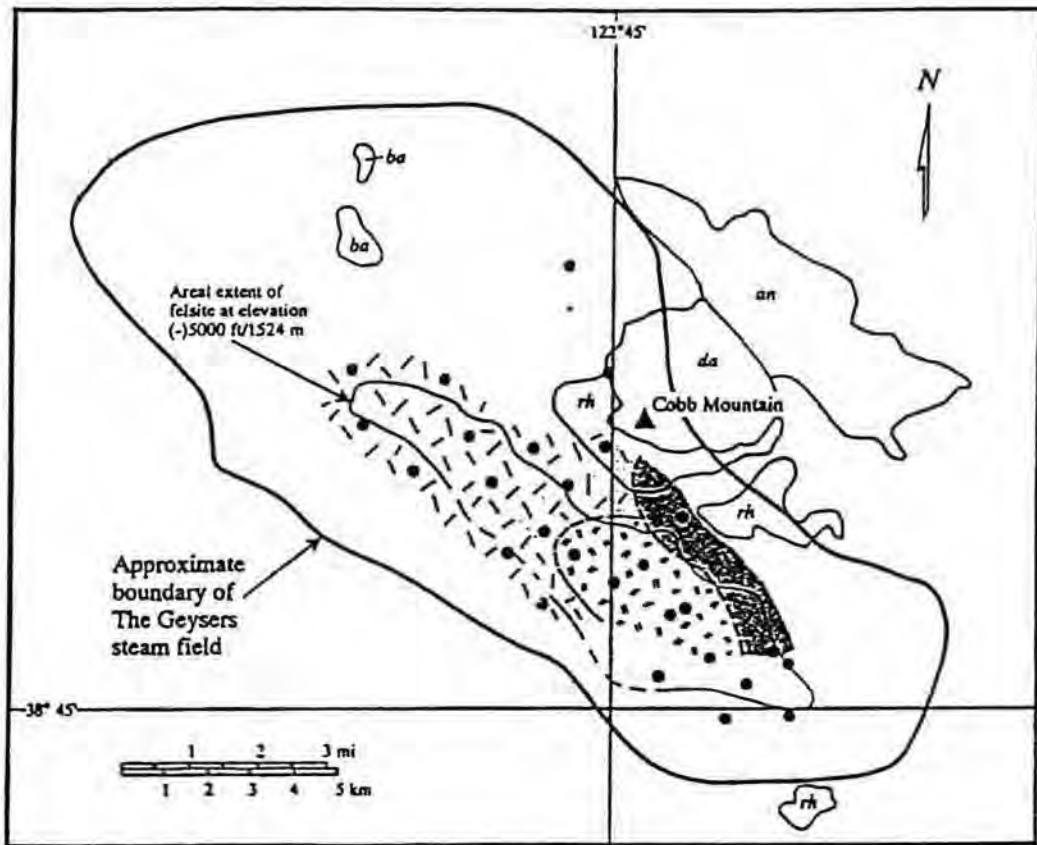 122° 45'
N
ba
ba
an
Areal extent of
felsite at elevation
(-)5000 ft/1524 m
da
rh
Cobb Mountain
rh
Approximate
boundary of
The Geysers
steam field
38° 45'
1 2 3 mi
1 2 3 4 5 km
rh